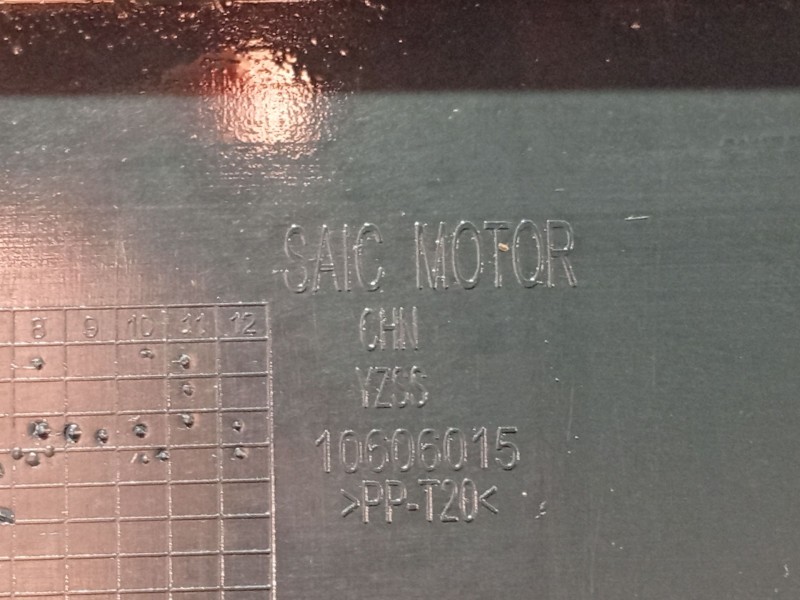 SAIC MOTOR
CHN
YZSS
10606015
>PP-T20<
8 9 10 11 12